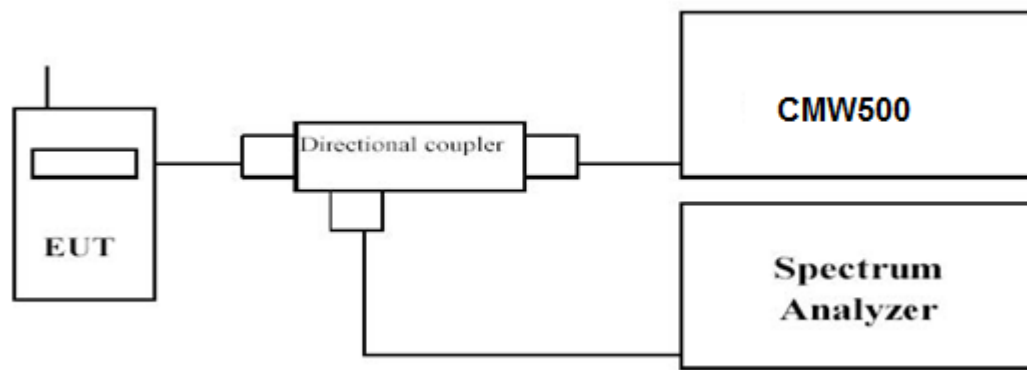 Directional coupler
CMW500
EUT
Spectrum
Analyzer